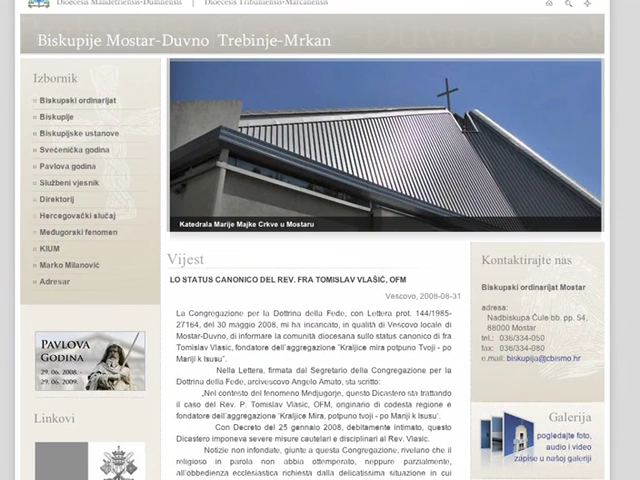 Dioecesis Mandetriensis-Dumnensis | Dioecesis Tribuniensis-Marcanensis
Biskupije Mostar-Duvno Trebinje-Mrkan
Izbornik
Biskupski ordinarijat
Biskupije
Biskupijske ustanove
Svećenička godina
Pavlova godina
Službeni vjesnik
Direktorij
Hercegovački slučaj
Međugorski fenomen
KIUM
Marko Milanović
Adresar
PAVLOVA
GODINA
29. 06. 2008. -
29. 06. 2009.
Linkovi
Katedrala Marije Majke Crkve u Mostaru
Vijest
LO STATUS CANONICO DEL REV. FRA TOMISLAV VLAŠIĆ, OFM
Vescovo, 2008-08-31
La Congregazione per la Dottrina della Fede, con Lettera prot. 144/1985-
27164, del 30 maggio 2008, mi ha incaricato, in qualità di Vescovo locale di
Mostar-Duvno, di informare la comunità diocesana sullo status canonico di fra
Tomislav Vlasic, fondatore dell'aggregazione "Kraljice mira potpuno Tvoji - po
Mariji k Isusu".
Nella Lettera, firmata dal Segretario della Congregazione per la
Dottrina della Fede, arcivescovo Angelo Amato, sta scritto:
„Nel contesto del fenomeno Medjugorje, questo Dicastero sta trattando
il caso del Rev. P. Tomislav Vlasic, OFM, originario di codesta regione e
fondatore dell'aggregazione 'Kraljice Mira, potpuno tvoji - po Mariji k Isusu'.
Con Decreto del 25 gennaio 2008, debitamente intimato, questo
Dicastero imponeva severe misure cautelari e disciplinari al Rev. Vlasic.
Notizie non infondate, giunte a questa Congregazione, rivelano che il
religioso in parola non abbia ottemperato, neppure parzialmente,
all'obbedienza ecclesiastica richiesta dalla delicatissima situazione in cui
Kontaktirajte nas
Biskupski ordinarijat Mostar
adresa:
Nadbiskupa Čule bb. pp. 54,
88000 Mostar
tel.: 036/334-050
fax: 036/334-080
e.mail: biskupija@cbismo.hr
Galerija
pogledajte foto,
audio i video
zapise u našoj galeriji